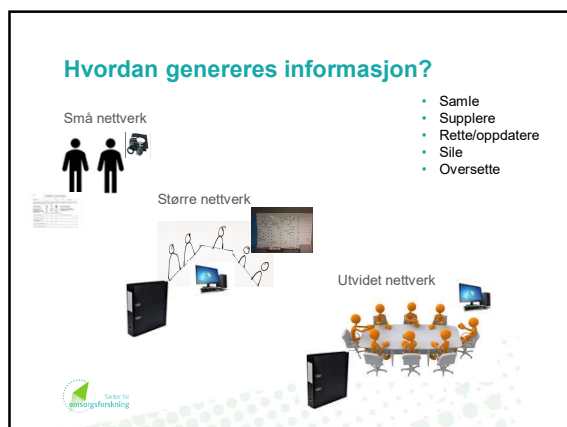 Hvordan genereres informasjon?
Små nettverk
• Samle
• Supplere
• Rette/oppdatere
• Sile
• Oversette
Større nettverk
Utvidet nettverk
Senter for
omsorgsforskning